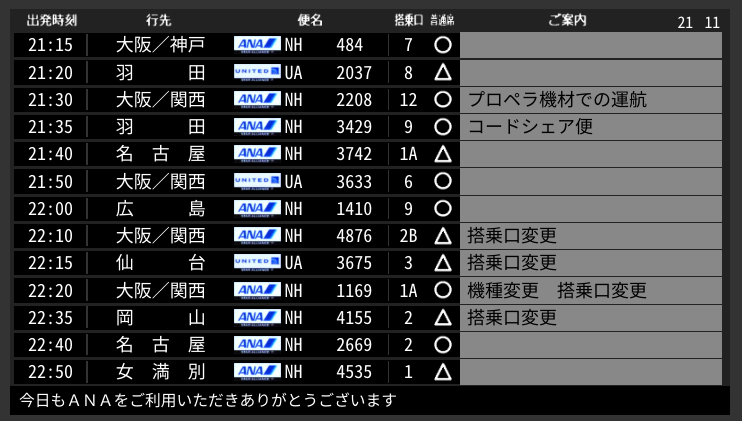 出発時刻 行先 便名 搭乗口 普通席 ご案内 21 11
21:15 大阪／神戸 ANA NH 484 7 ○
21:20 羽田 UNITED UA 2037 8 △
21:30 大阪／関西 ANA NH 2208 12 ○ プロペラ機材での運航
21:35 羽田 ANA NH 3429 9 ○ コードシェア便
21:40 名古屋 ANA NH 3742 1A △
21:50 大阪／関西 UNITED UA 3633 6 ○
22:00 広島 ANA NH 1410 9 ○
22:10 大阪／関西 ANA NH 4876 2B △ 搭乗口変更
22:15 仙台 UNITED UA 3675 3 △ 搭乗口変更
22:20 大阪／関西 ANA NH 1169 1A ○ 機種変更 搭乗口変更
22:35 岡山 ANA NH 4155 2 △ 搭乗口変更
22:40 名古屋 ANA NH 2669 2 ○
22:50 女満別 ANA NH 4535 1 △
今日もＡＮＡをご利用いただきありがとうございます